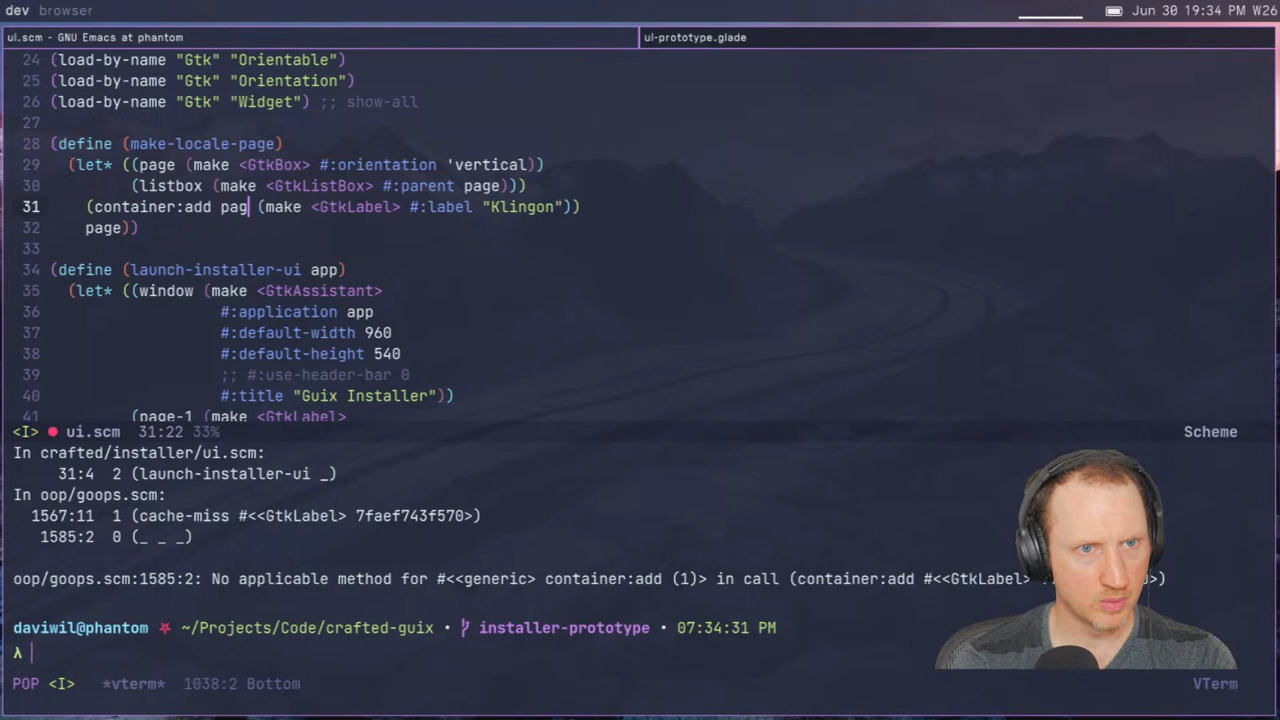 dev browser
Jun 30 19:34 PM W26
ui.scm - GNU Emacs at phantom
ui-prototype.glade
24 (load-by-name "Gtk" "Orientable")
25 (load-by-name "Gtk" "Orientation")
26 (load-by-name "Gtk" "Widget") ;; show-all
27
28 (define (make-locale-page)
29 (let* ((page (make <GtkBox> #:orientation 'vertical))
30 (listbox (make <GtkListBox> #:parent page)))
31 (container:add pag (make <GtkLabel> #:label "Klingon"))
32 page))
33
34 (define (launch-installer-ui app)
35 (let* ((window (make <GtkAssistant>
36 #:application app
37 #:default-width 960
38 #:default-height 540
39 ;; #:use-header-bar 0
40 #:title "Guix Installer"))
41 (page-1 (make <GtkLabel>
<I> ui.scm 31:22 33% Scheme
In crafted/installer/ui.scm:
31:4 2 (launch-installer-ui _)
In oop/goops.scm:
1567:11 1 (cache-miss #<<GtkLabel> 7faef743f570>)
1585:2 0 (_ _ _)
oop/goops.scm:1585:2: No applicable method for #<<generic> container:add (1)> in call (container:add #<<GtkLabel> >)
daviwil@phantom ~/Projects/Code/crafted-guix • installer-prototype • 07:34:31 PM
λ
POP <I> *vterm* 1038:2 Bottom VTerm